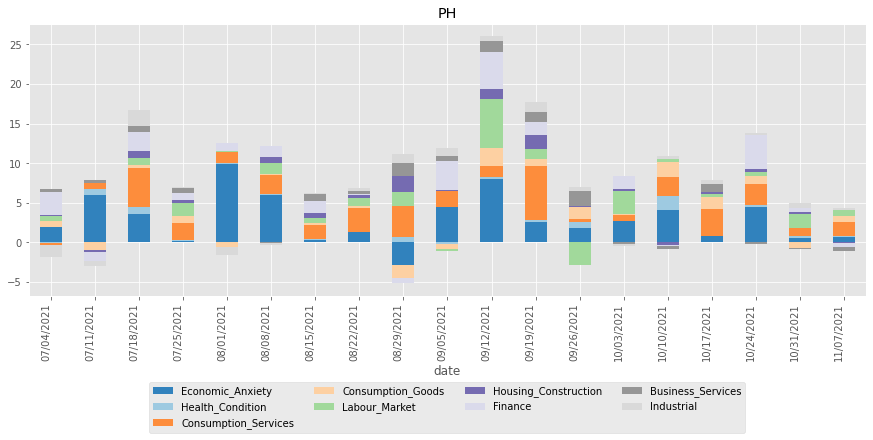 PH
25
20
15
10
5
0
−5
07/04/2021
07/11/2021
07/18/2021
07/25/2021
08/01/2021
08/08/2021
08/15/2021
08/22/2021
08/29/2021
09/05/2021
09/12/2021
09/19/2021
09/26/2021
10/03/2021
10/10/2021
10/17/2021
10/24/2021
10/31/2021
11/07/2021
date
Economic_Anxiety
Health_Condition
Consumption_Services
Consumption_Goods
Labour_Market
Housing_Construction
Finance
Business_Services
Industrial